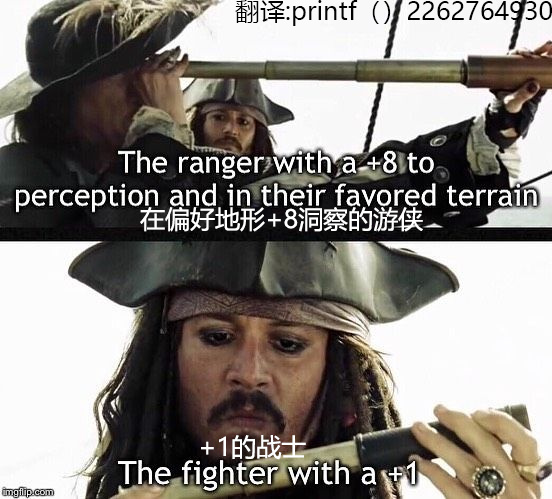 翻译:printf（）2262764930
The ranger with a +8 to
perception and in their favored terrain
在偏好地形+8洞察的游侠
+1的战士
The fighter with a +1
imgflip.com